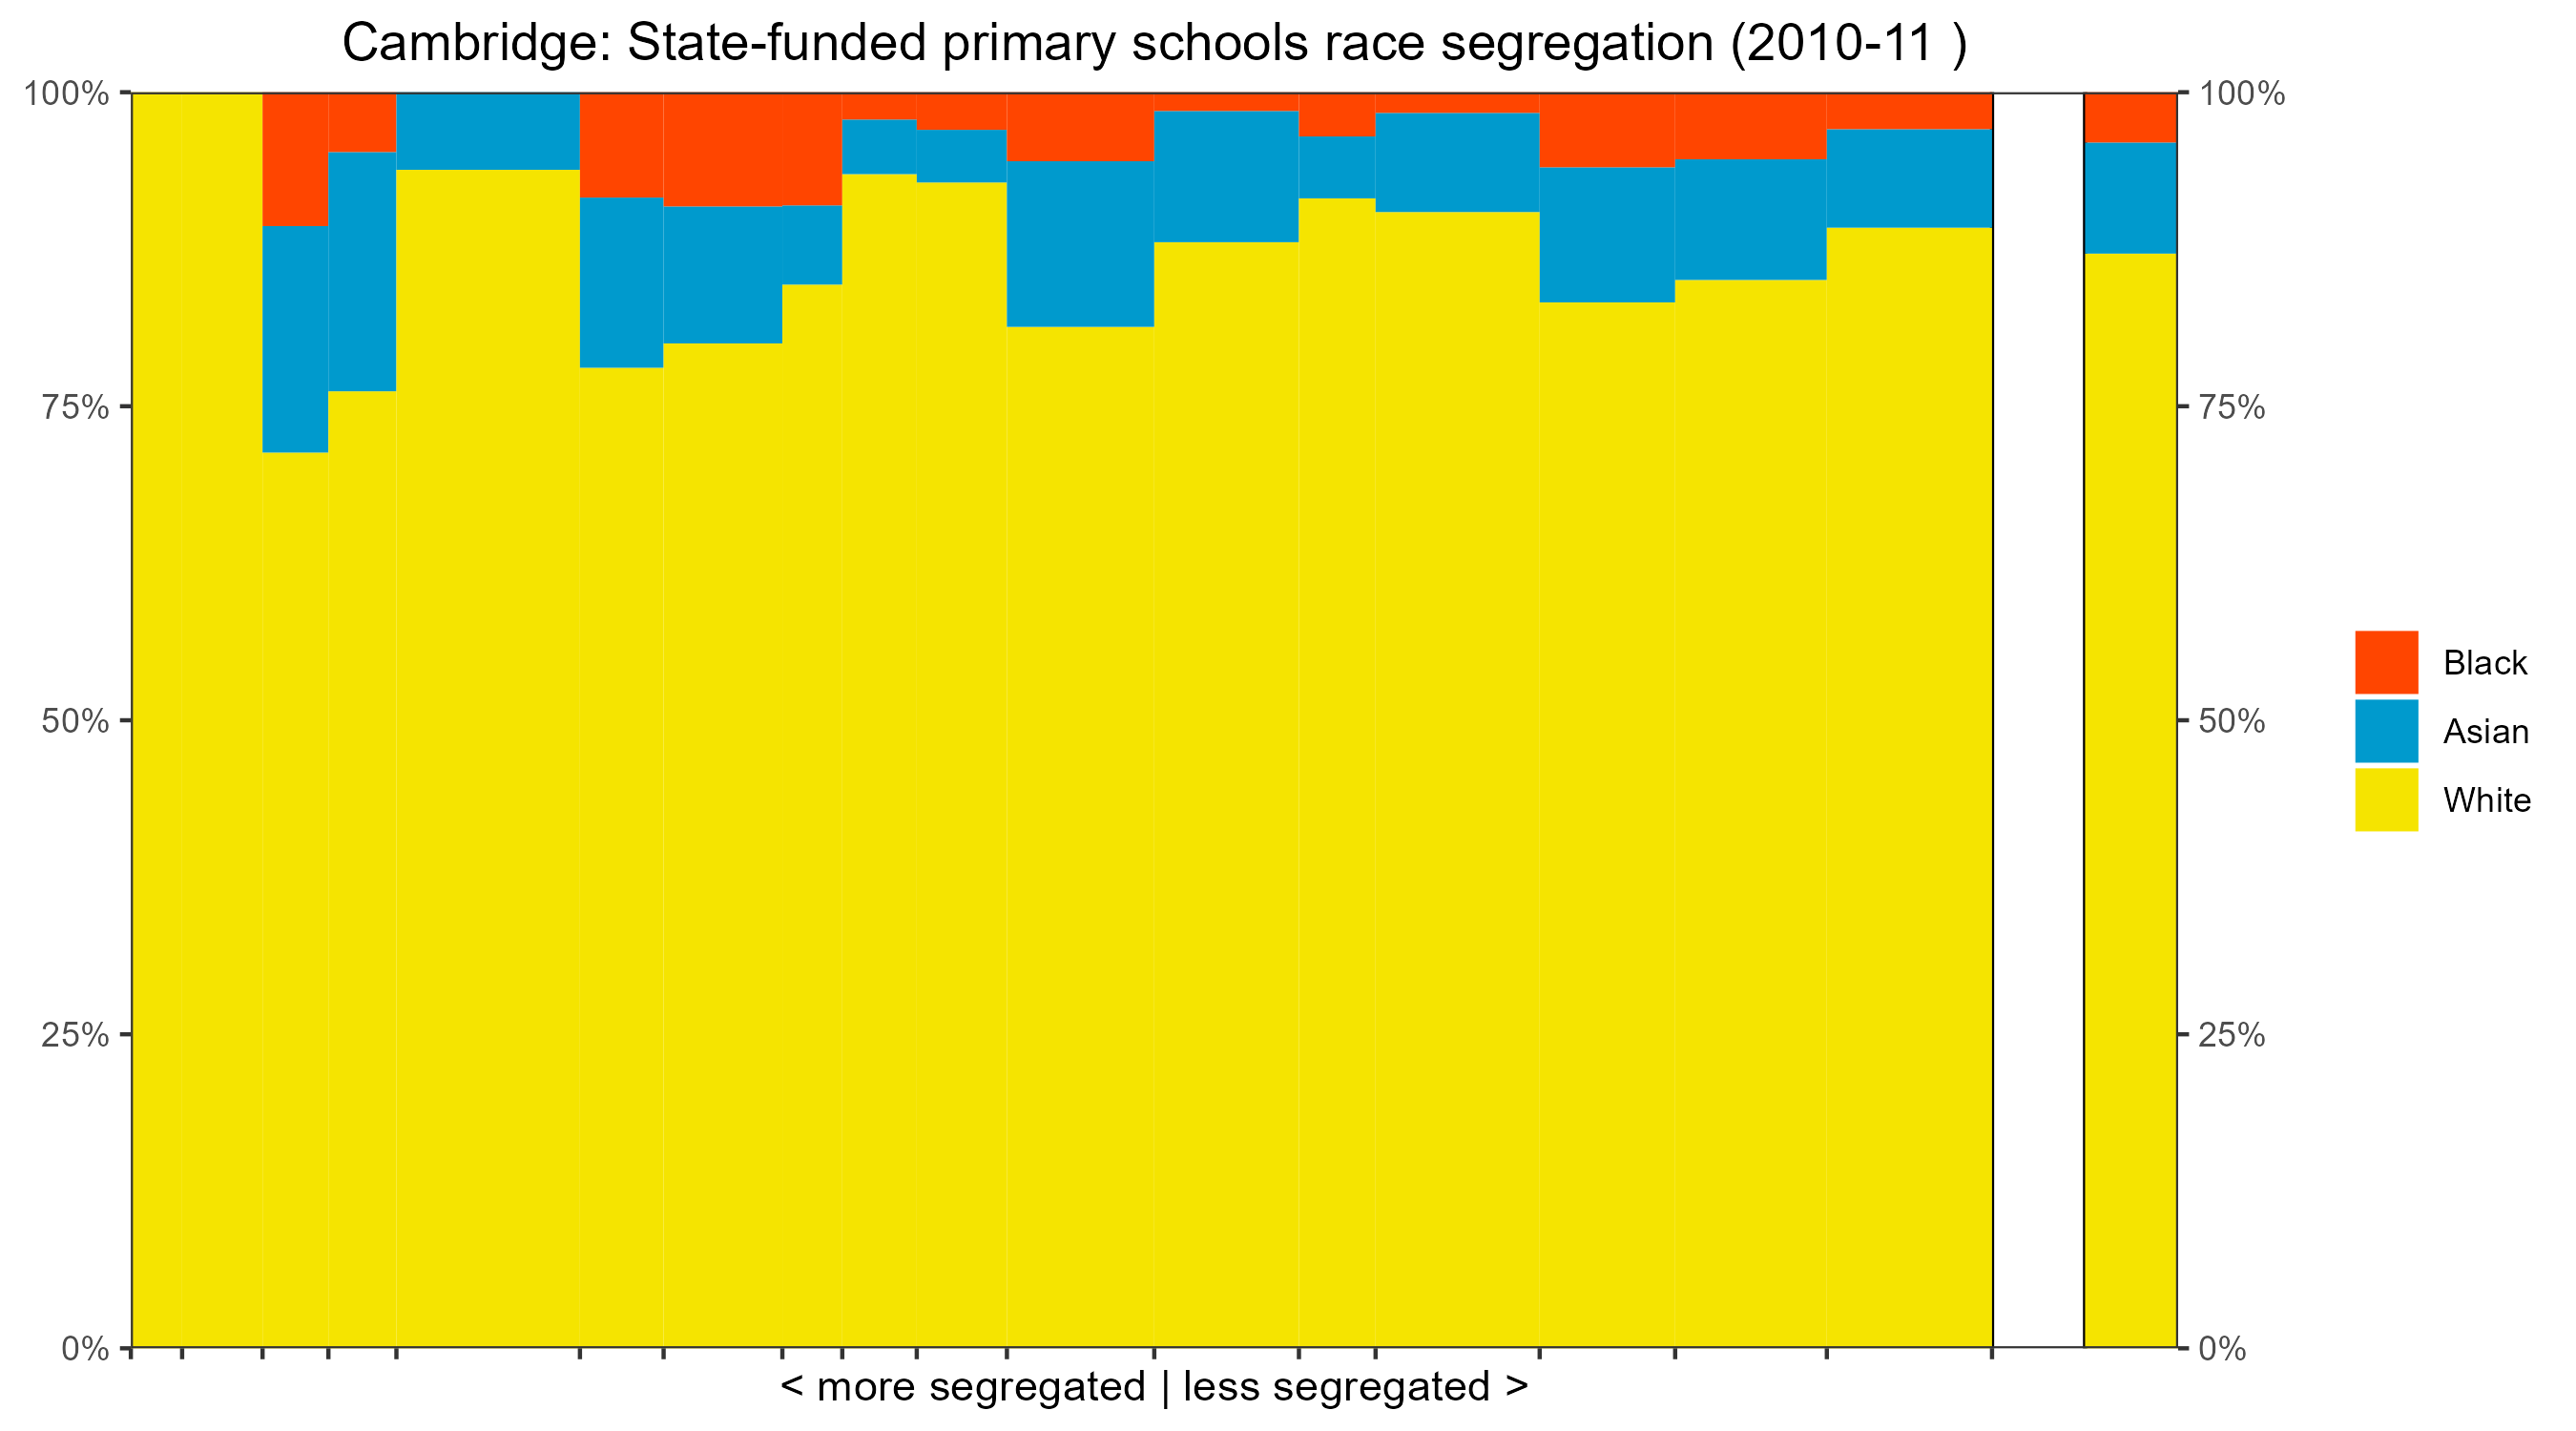 Cambridge: State-funded primary schools race segregation (2010-11 )
100%
100%
75%
75%
50%
50%
25%
25%
0%
0%
Black
Asian
White
< more segregated | less segregated >